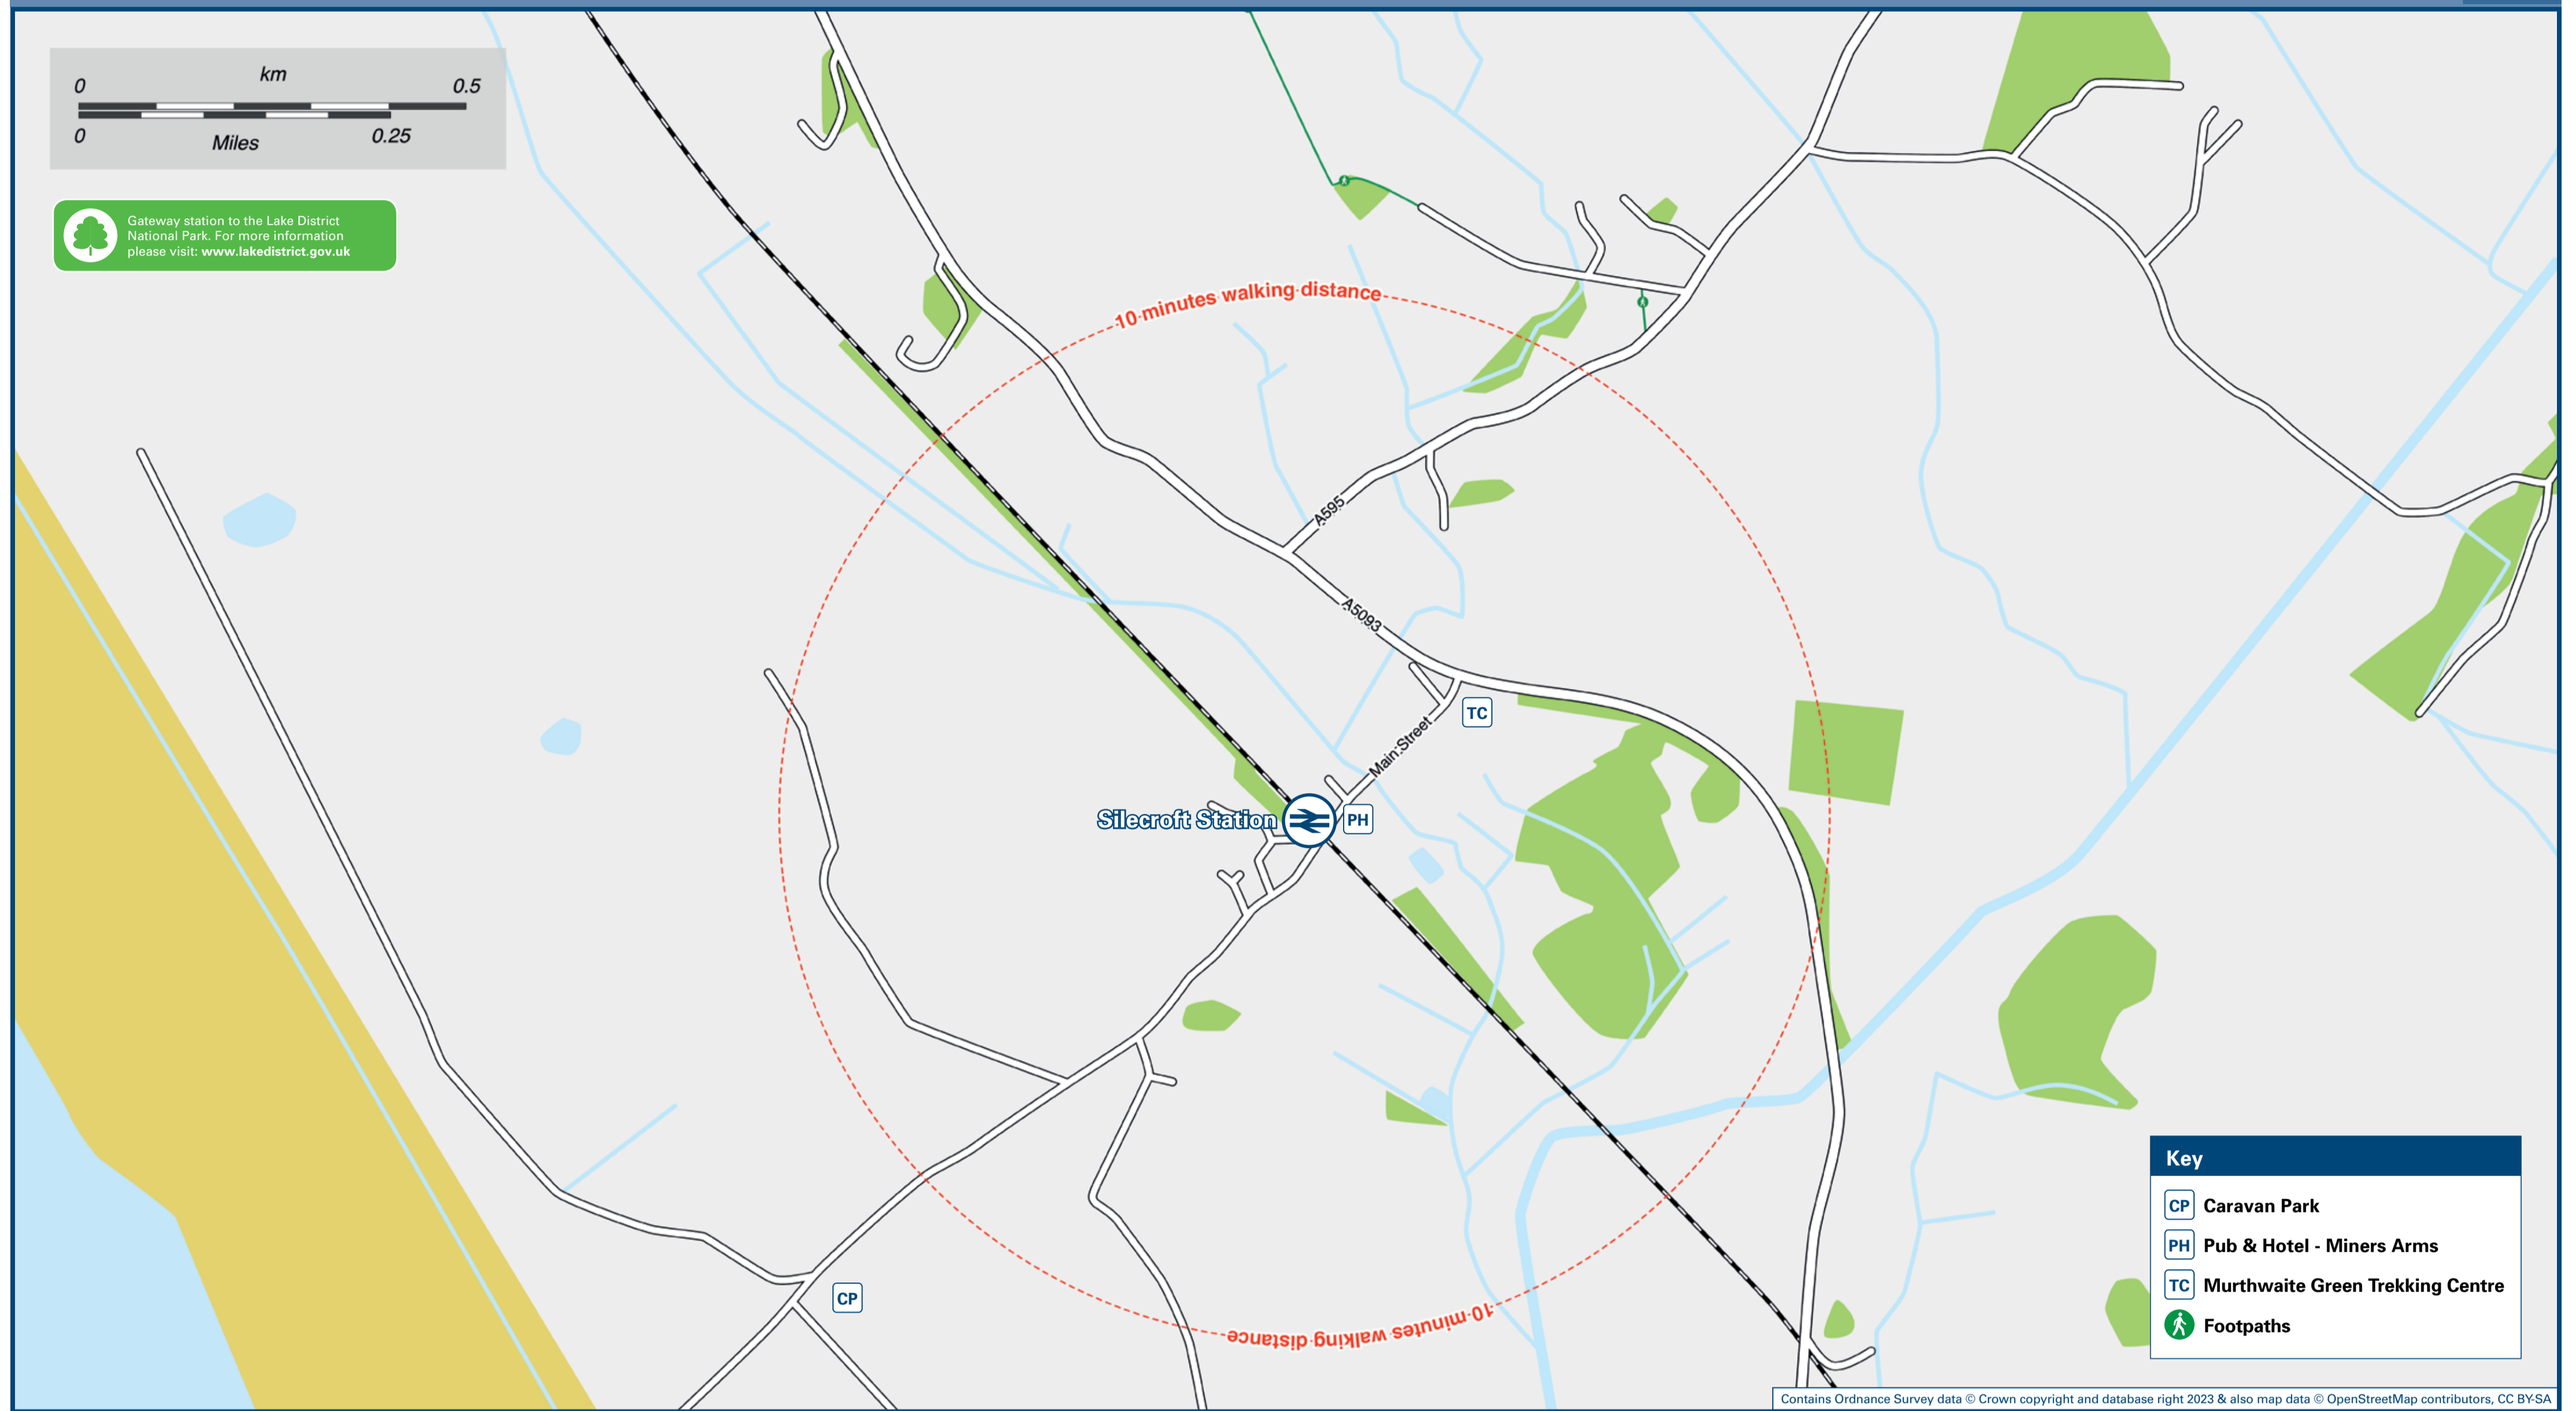 km
0 0.5
0 Miles 0.25
Gateway station to the Lake District
National Park. For more information
please visit: www.lakedistrict.gov.uk
10 minutes walking distance
A595
A5093
TC
Main Street
Silecroft Station
PH
CP
10 minutes walking distance
Key
CP Caravan Park
PH Pub & Hotel - Miners Arms
TC Murthwaite Green Trekking Centre
Footpaths
Contains Ordnance Survey data © Crown copyright and database right 2023 & also map data © OpenStreetMap contributors, CC BY-SA